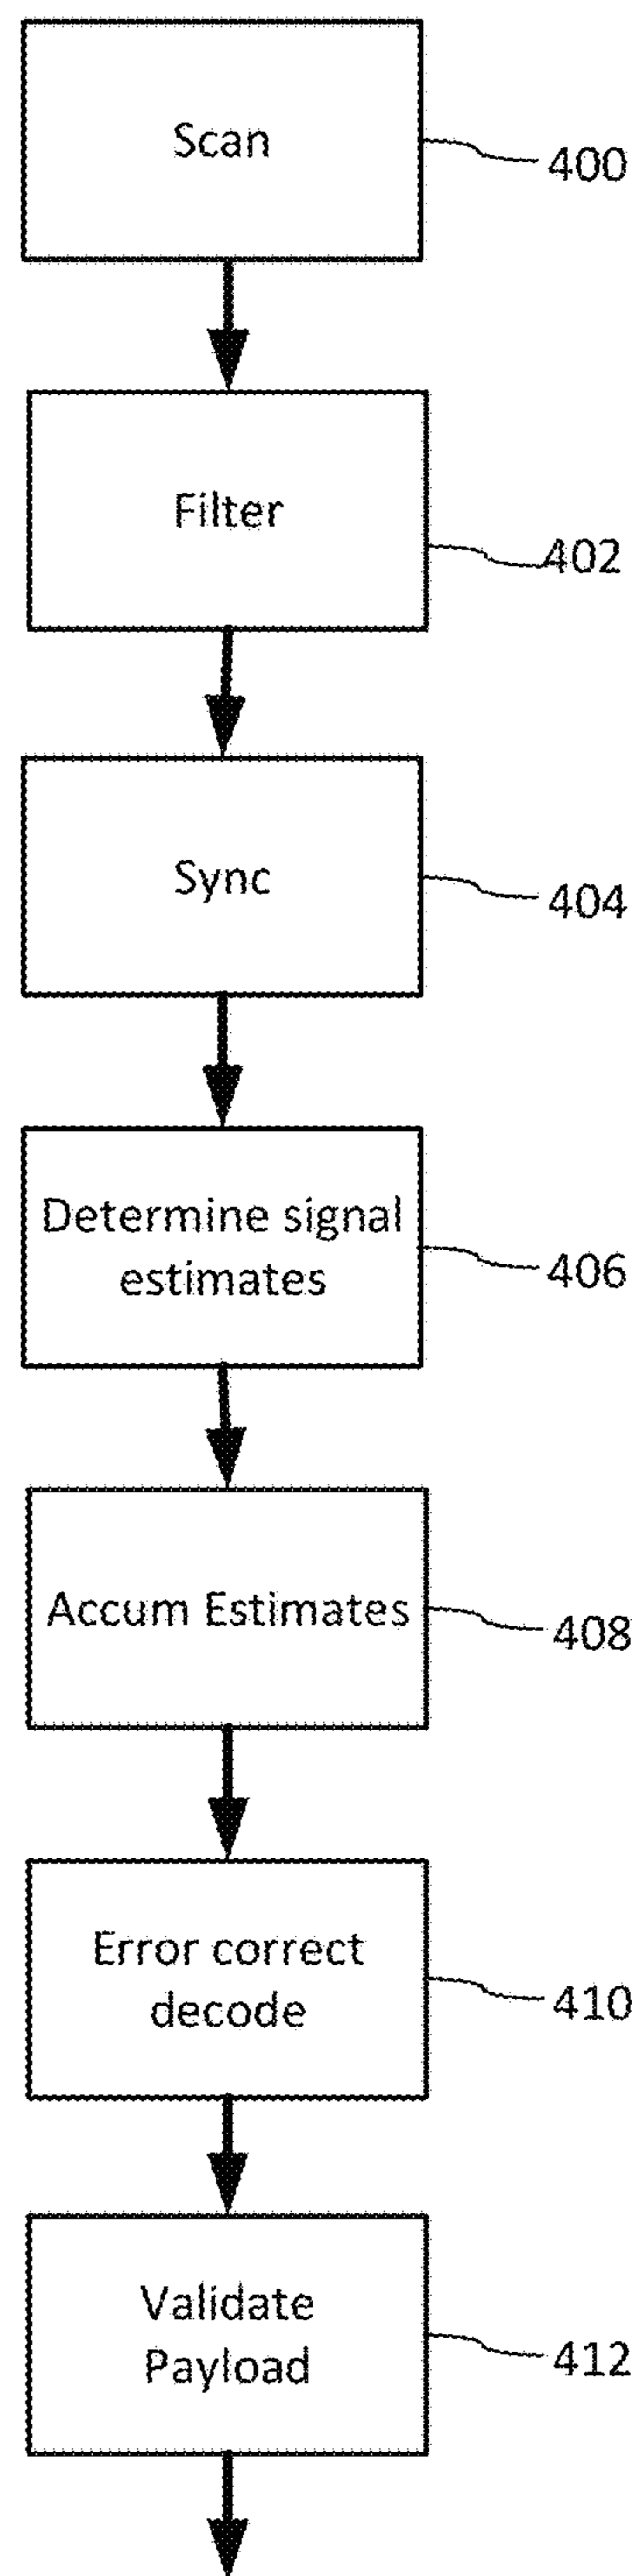 Scan
400
Filter
402
Sync
404
Determine signal
estimates
406
Accum Estimates
408
Error correct
decode
410
Validate
Payload
412